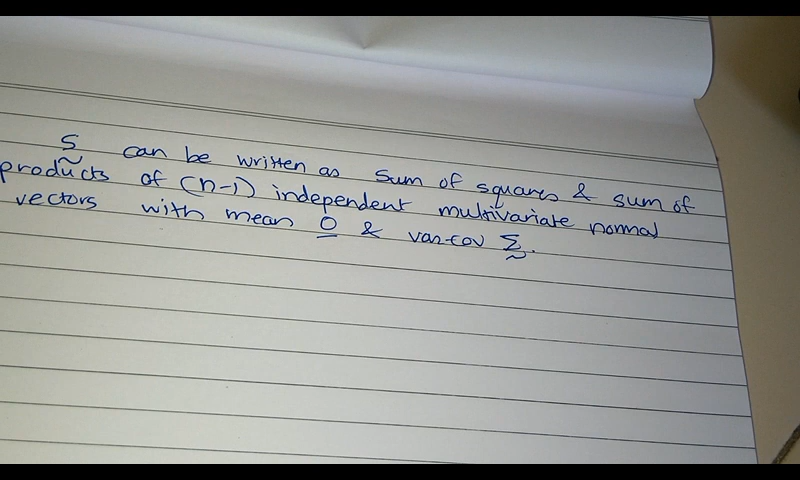 S can be written as sum of squares & sum of
products of (n-1) independent multivariate normal
vectors with mean 0 & var-cov Σ.